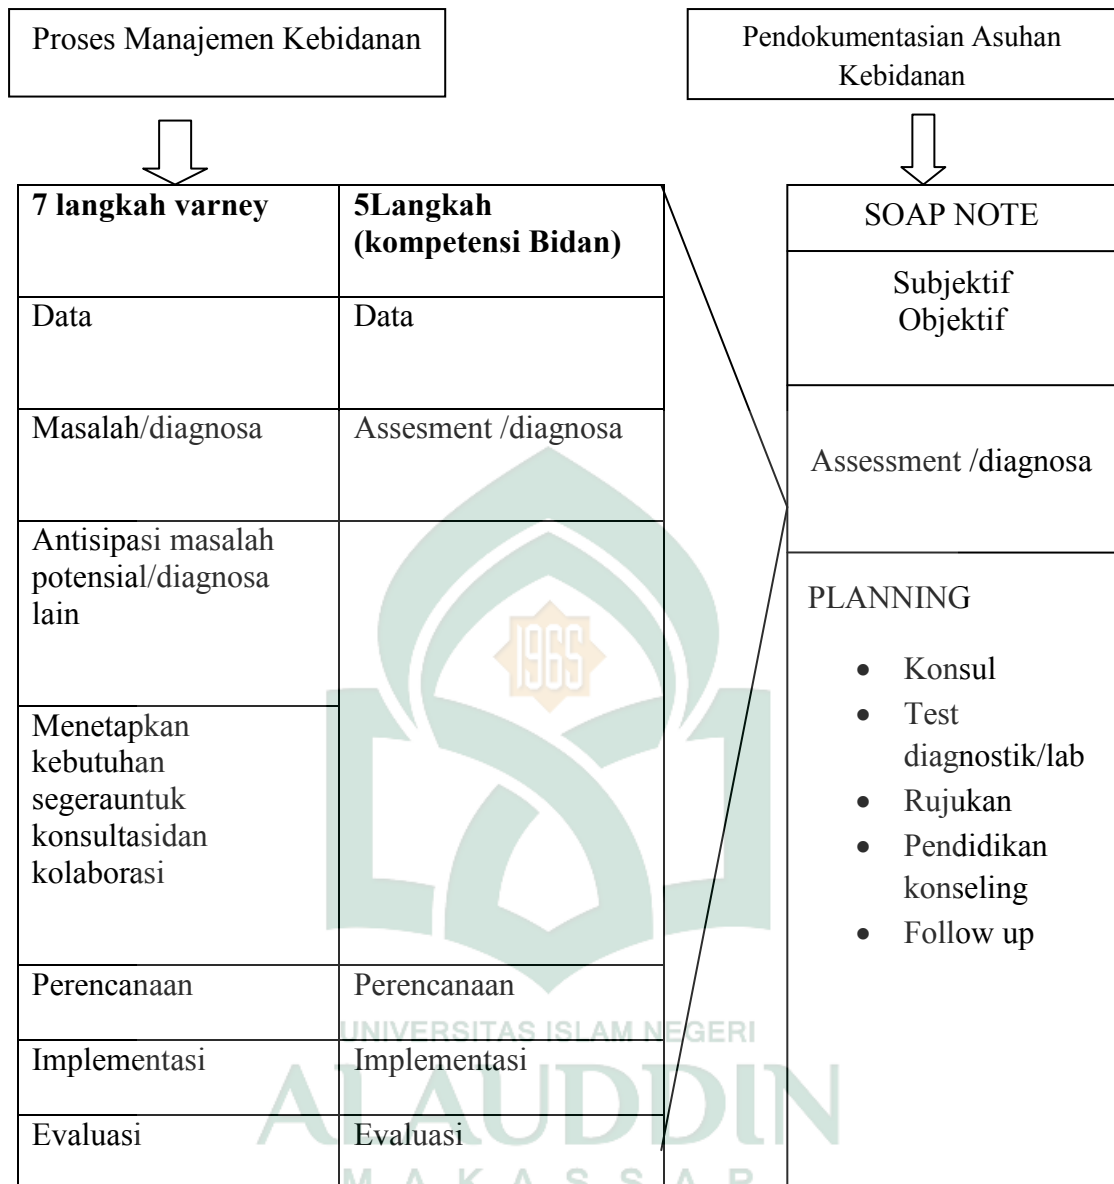 Proses Manajemen Kebidanan
Pendokumentasian Asuhan
Kebidanan
7 langkah varney
5Langkah
(kompetensi Bidan)
Data
Data
Masalah/diagnosa
Assesment /diagnosa
Antisipasi masalah
potensial/diagnosa
lain
Menetapkan
kebutuhan
segerauntuk
konsultasidan
kolaborasi
Perencanaan
Perencanaan
Implementasi
Implementasi
Evaluasi
Evaluasi
SOAP NOTE
Subjektif
Objektif
Assessment /diagnosa
PLANNING
• Konsul
• Test
diagnostik/lab
• Rujukan
• Pendidikan
konseling
• Follow up
1965
UNIVERSITAS ISLAM NEGERI
ALAUDDIN
MAKASSAR